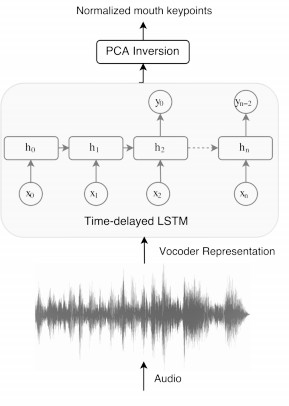 Normalized mouth keypoints
PCA Inversion
y0 yn-2
h0 h1 h2 hn
x0 x1 x2 xn
Time-delayed LSTM
Vocoder Representation
Audio